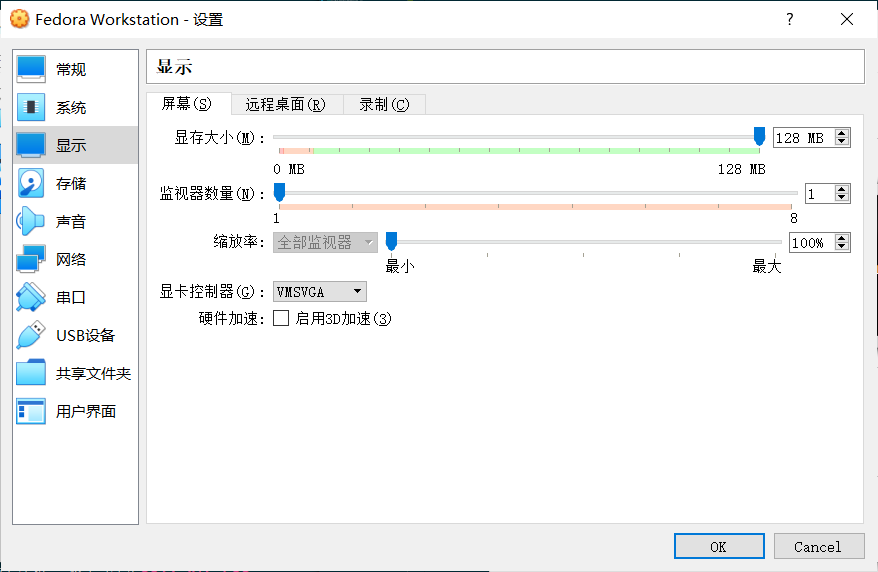 Fedora Workstation - 设置
?
常规
系统
显示
存储
声音
网络
串口
USB设备
共享文件夹
用户界面
显示
屏幕(S) 远程桌面(R) 录制(C)
显存大小(M): 128 MB
0 MB 128 MB
监视器数量(N): 1
1 8
缩放率: 全部监视器 100%
最小 最大
显卡控制器(G): VMSVGA
硬件加速: 启用3D加速(3)
OK Cancel